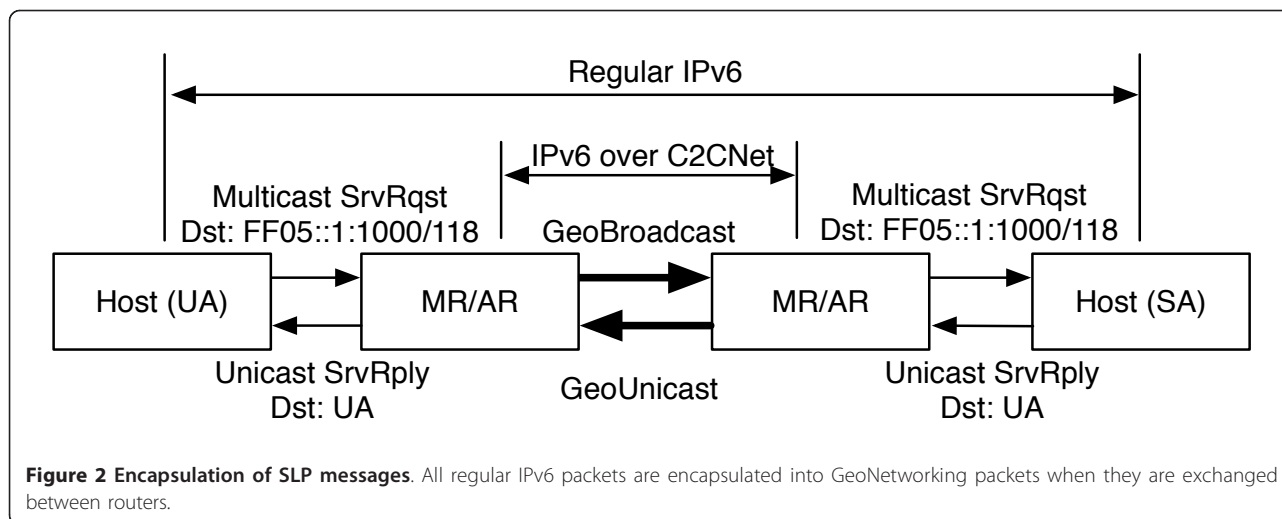 Regular IPv6
IPv6 over C2CNet
Multicast SrvRqst
Dst: FF05::1:1000/118
GeoBroadcast
Multicast SrvRqst
Dst: FF05::1:1000/118
Host (UA)
MR/AR
MR/AR
Host (SA)
Unicast SrvRply
Dst: UA
GeoUnicast
Unicast SrvRply
Dst: UA
Figure 2 Encapsulation of SLP messages. All regular IPv6 packets are encapsulated into GeoNetworking packets when they are exchanged
between routers.